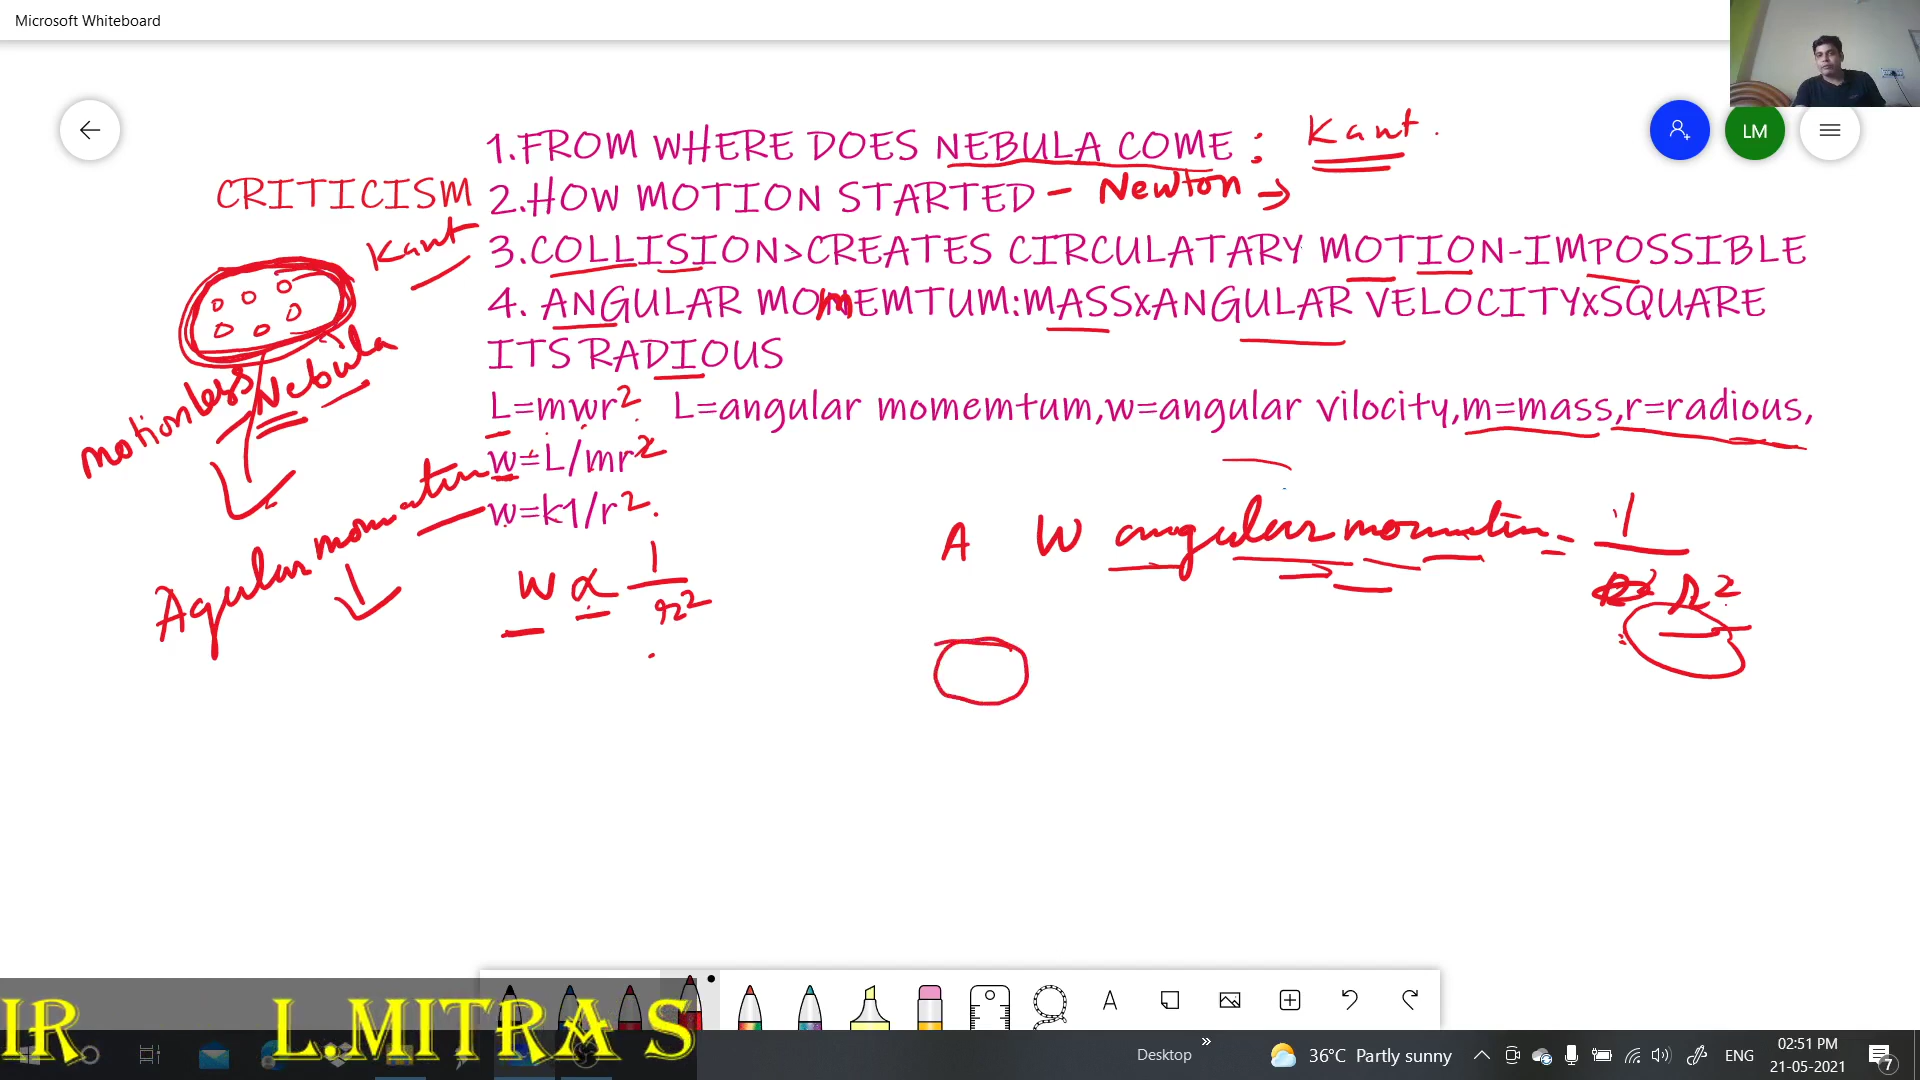 Microsoft Whiteboard
LM
1.FROM WHERE DOES NEBULA COME : Kant.
CRITICISM
2.HOW MOTION STARTED - Newton →
Kant
3.COLLISION>CREATES CIRCULATARY MOTION-IMPOSSIBLE
4. ANGULAR MOMEMTUM:MASSxANGULAR VELOCITYxSQUARE
ITS RADIOUS
motionless Nebula
L=mwr2. L=angular momemtum,w=angular vilocity,m=mass,r=radious,
w=L/mr2
w=k1/r2.
Agular momentum
w ∝ 1/r2
A W angular momentum = 1/r2
IR L.MITRA S
A
Desktop
36°C Partly sunny
ENG
02:51 PM
21-05-2021
7